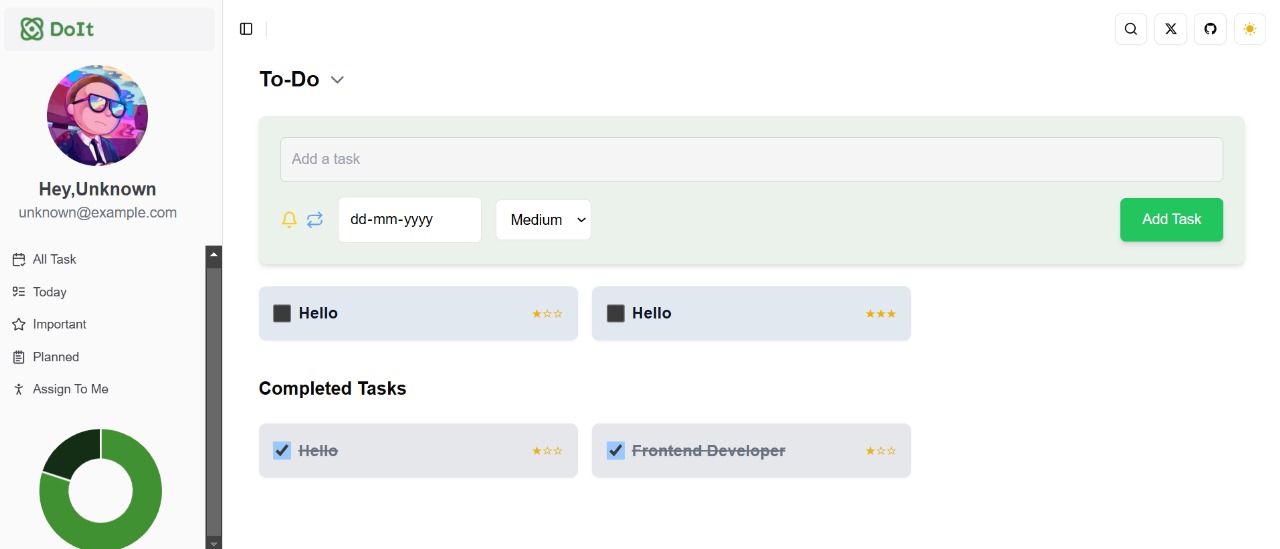 DoIt
Hey,Unknown
unknown@example.com
All Task
Today
Important
Planned
Assign To Me
To-Do
Add a task
dd-mm-yyyy
Medium
Add Task
Hello
Hello
Completed Tasks
Hello
Frontend Developer